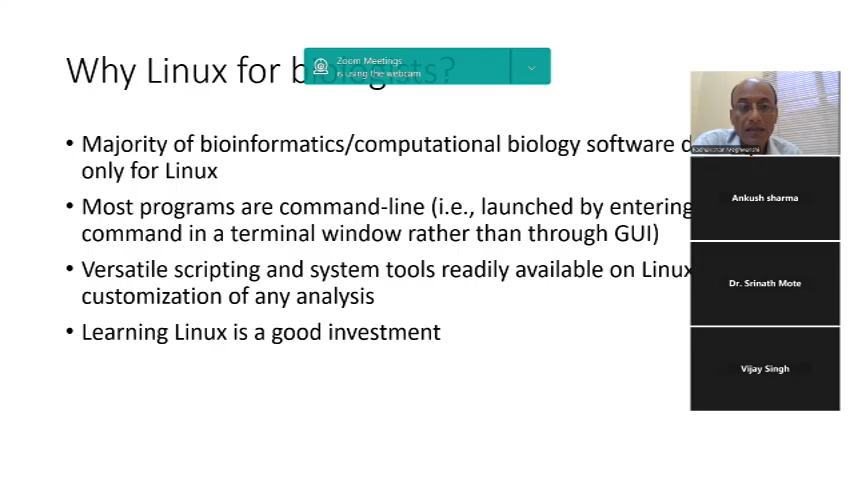 Why Linux for biologists?
Zoom Meetings
is using the webcam
• Majority of bioinformatics/computational biology software
only for Linux
• Most programs are command-line (i.e., launched by entering
command in a terminal window rather than through GUI)
• Versatile scripting and system tools readily available on Linux
customization of any analysis
• Learning Linux is a good investment
Ankush sharma
Dr. Srinath Mote
Vijay Singh